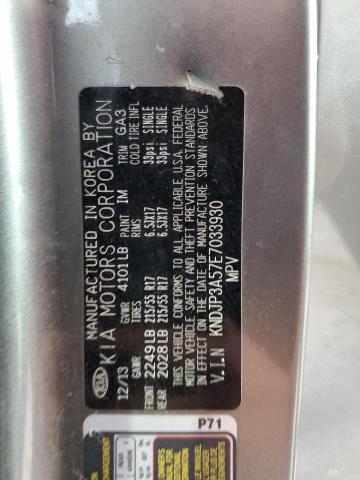 MANUFACTURED IN KOREA BY
KIA MOTORS CORPORATION
12/13 GVWR 4101LB PAINT IM TRIM GA3
GAWR TIRES RIMS COLD TIRE INFL
FRONT 2249LB 215/55 R17 6.5JX17 33psi SINGLE
REAR 2028LB 215/55 R17 6.5JX17 33psi SINGLE
THIS VEHICLE CONFORMS TO ALL APPLICABLE U.S.A. FEDERAL
MOTOR VEHICLE SAFETY AND THEFT PREVENTION STANDARDS
IN EFFECT ON THE DATE OF MANUFACTURE SHOWN ABOVE.
V.I.N KNDJP3A57E7033930
MPV
P71